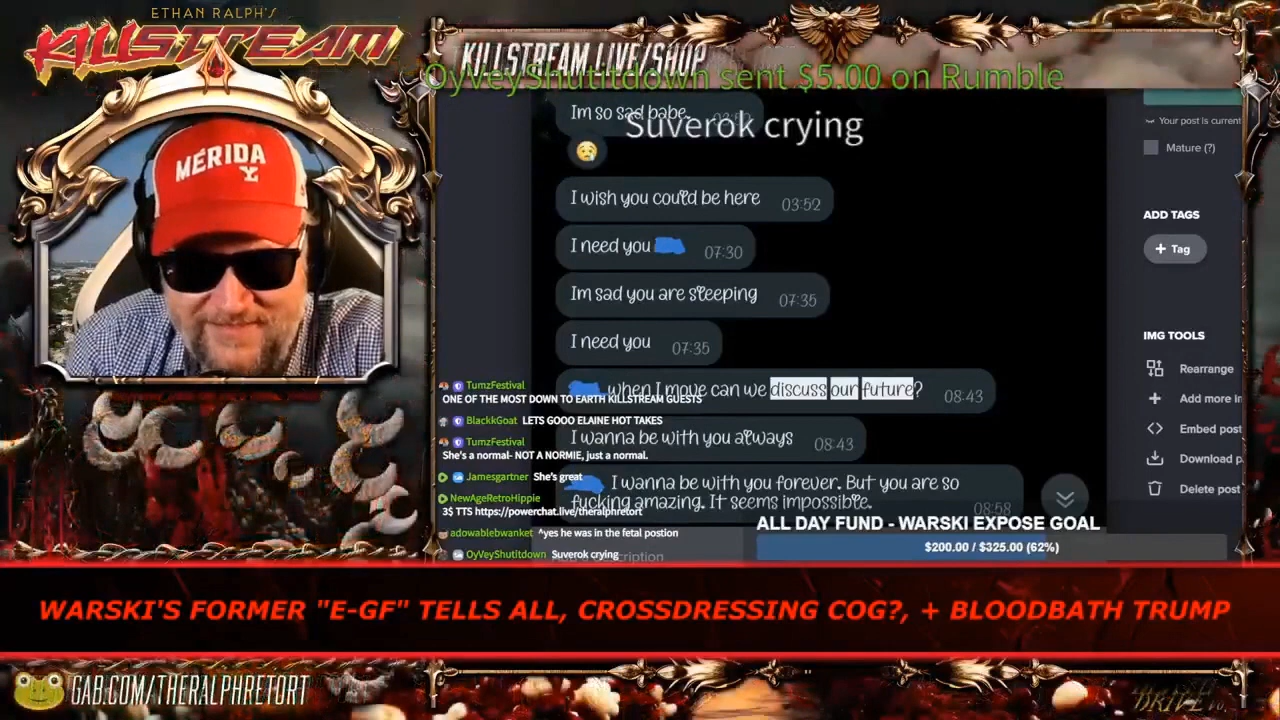 ETHAN RALPH'S
KILLSTREAM
KILLSTREAM.LIVE/SHOP
OyVeyShutitdown sent $5.00 on Rumble
Suverok crying
MÉRIDA
Y
Im so sad babe.
I wish you could be here 03:52
I need you 07:30
Im sad you are sleeping 07:35
I need you 07:35
when I move can we discuss our future? 08:43
I wanna be with you always 08:43
I wanna be with you forever. But you are so
fucking amazing. It seems impossible. 08:58
Your post is current
Mature (?)
ADD TAGS
+ Tag
IMG TOOLS
Rearrange
Add more im
Embed post
Download p
Delete post
TumzFestival
ONE OF THE MOST DOWN TO EARTH KILLSTREAM GUESTS
BlackkGoat LETS GOOO ELAINE HOT TAKES
TumzFestival
She's a normal- NOT A NORMIE, just a normal.
Jamesgartner She's great
NewAgeRetroHippie
3$ TTS https://powerchat.live/theralphretort
adowablebwanket ^yes he was in the fetal postion
OyVeyShutitdown Suverok crying
ALL DAY FUND - WARSKI EXPOSE GOAL
$200.00 / $325.00 (62%)
WARSKI'S FORMER "E-GF" TELLS ALL, CROSSDRESSING COG?, + BLOODBATH TRUMP
GAB.COM/THERALPHRETORT